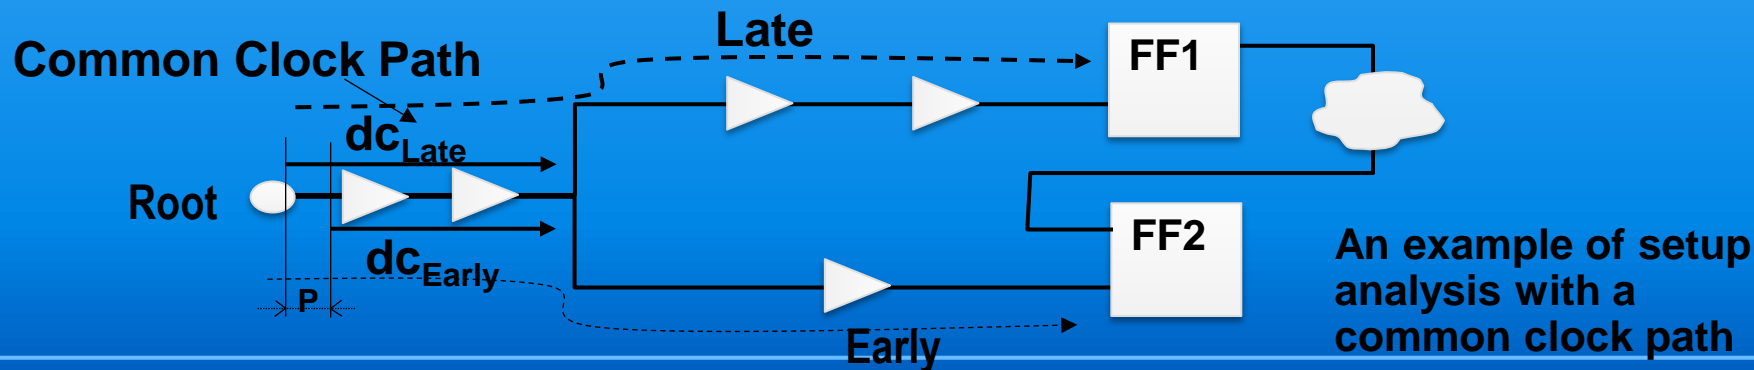 Late
Common Clock Path
FF1
dcLate
Root
dcEarly
P
FF2
An example of setup
analysis with a
common clock path
Early